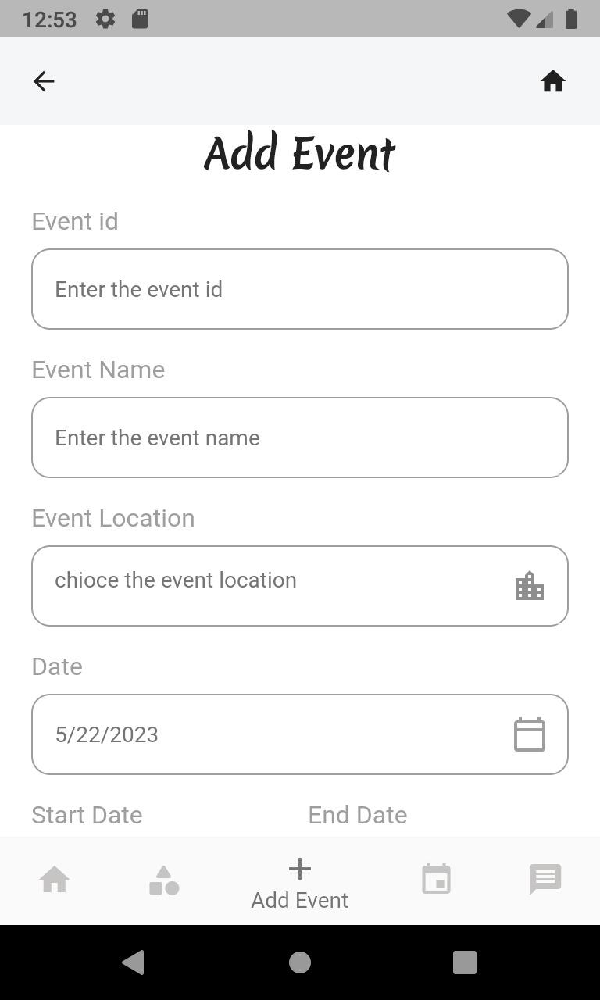 12:53
Add Event
Event id
Enter the event id
Event Name
Enter the event name
Event Location
chioce the event location
Date
5/22/2023
Start Date End Date
Add Event